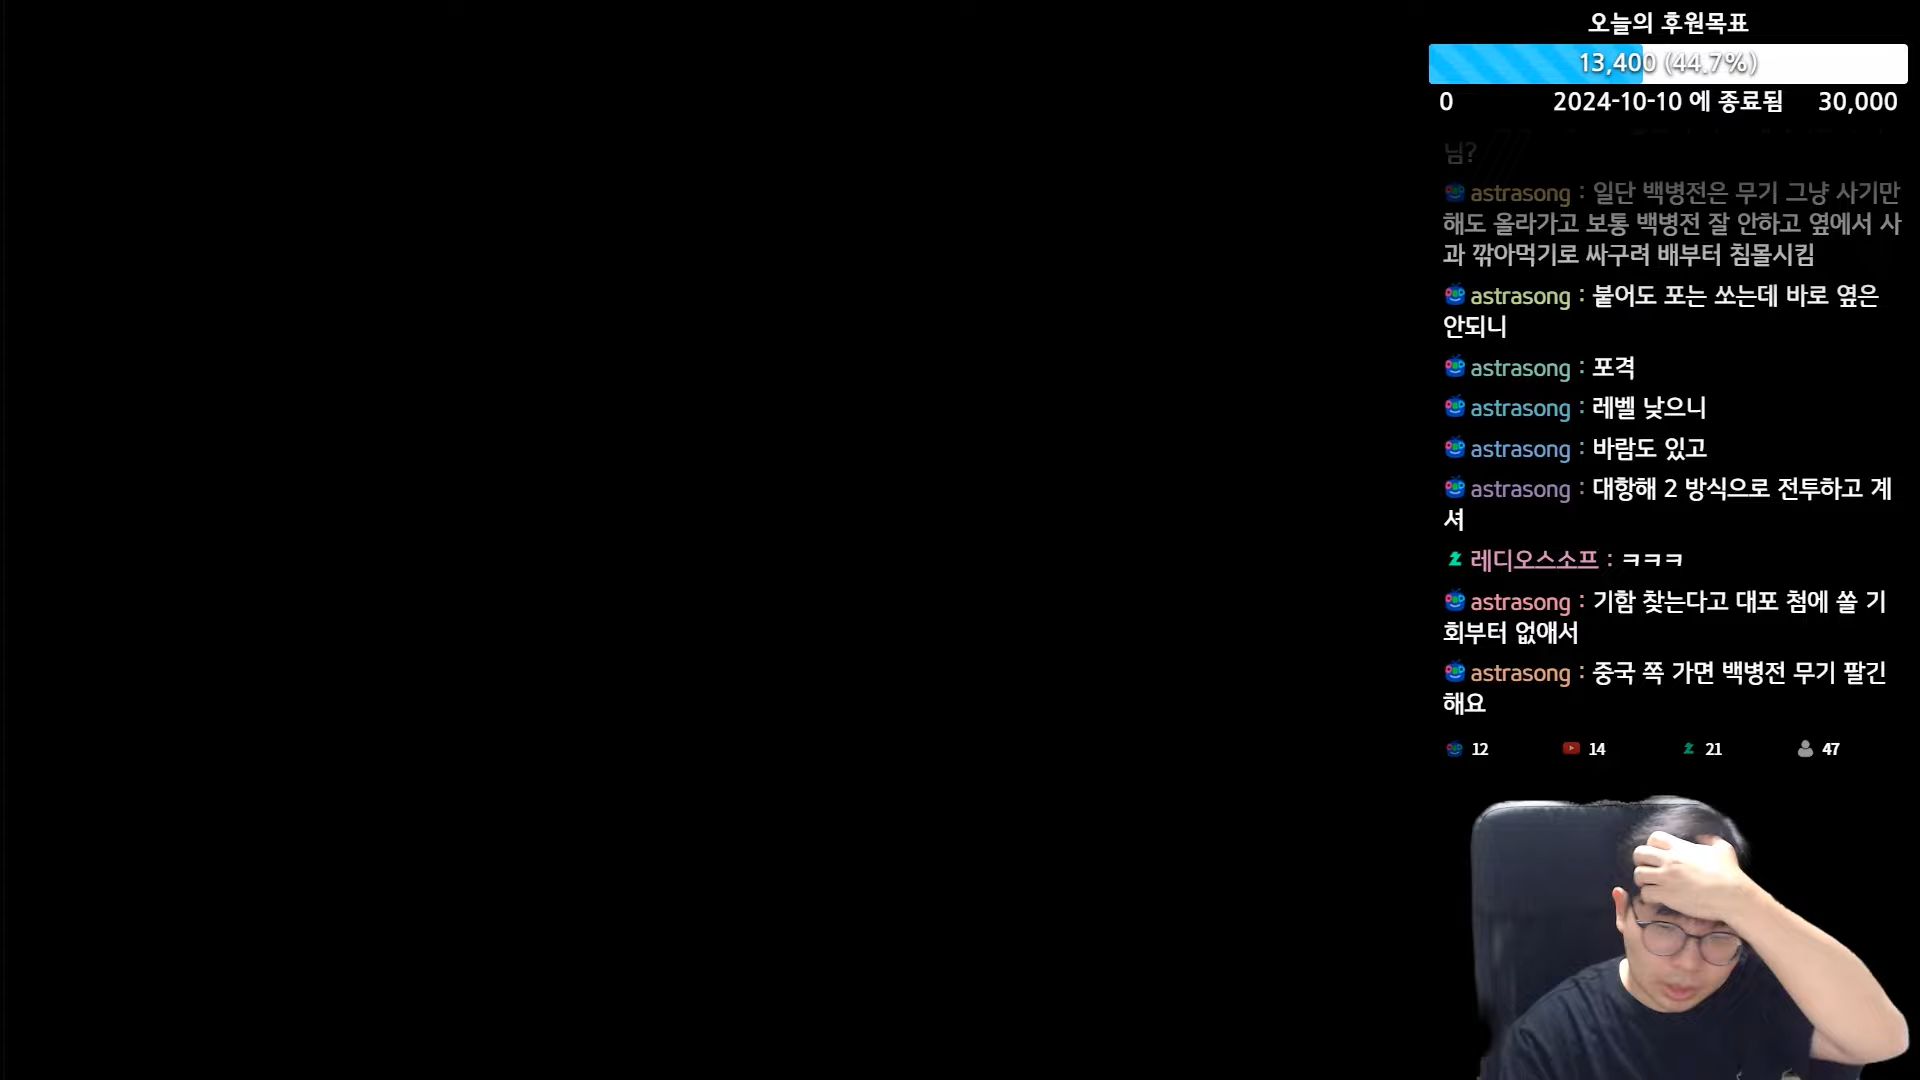 오늘의 후원목표
13,400 (44.7%)
0 2024-10-10 에 종료됨 30,000
님?
astrasong : 일단 백병전은 무기 그냥 사기만
해도 올라가고 보통 백병전 잘 안하고 옆에서 사
과 깎아먹기로 싸구려 배부터 침몰시킴
astrasong : 붙어도 포는 쏘는데 바로 옆은
안되니
astrasong : 포격
astrasong : 레벨 낮으니
astrasong : 바람도 있고
astrasong : 대항해 2 방식으로 전투하고 계
셔
레디오스소프 : ㅋㅋㅋ
astrasong : 기함 찾는다고 대포 첨에 쏠 기
회부터 없애서
astrasong : 중국 쪽 가면 백병전 무기 팔긴
해요
12 14 21 47